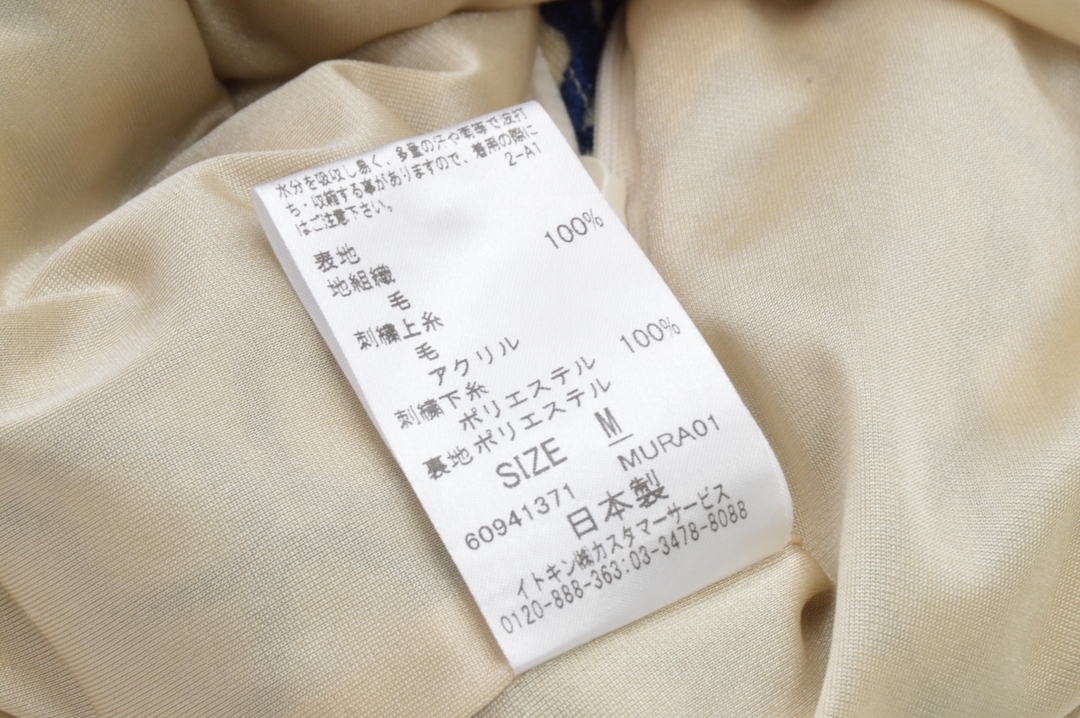 水分を吸収し易く、多量の汗や雨等で波打
ち・収縮する事がありますので、着用の際に
はご注意下さい。 2-A1
表地
地組織
毛 100%
刺繍上糸
毛
アクリル
刺繍下糸
ポリエステル
裏地ポリエステル 100%
SIZE M
60941371 MURA01
日本製
イトキン㈱カスタマーサービス
0120-888-363:03-3478-8088